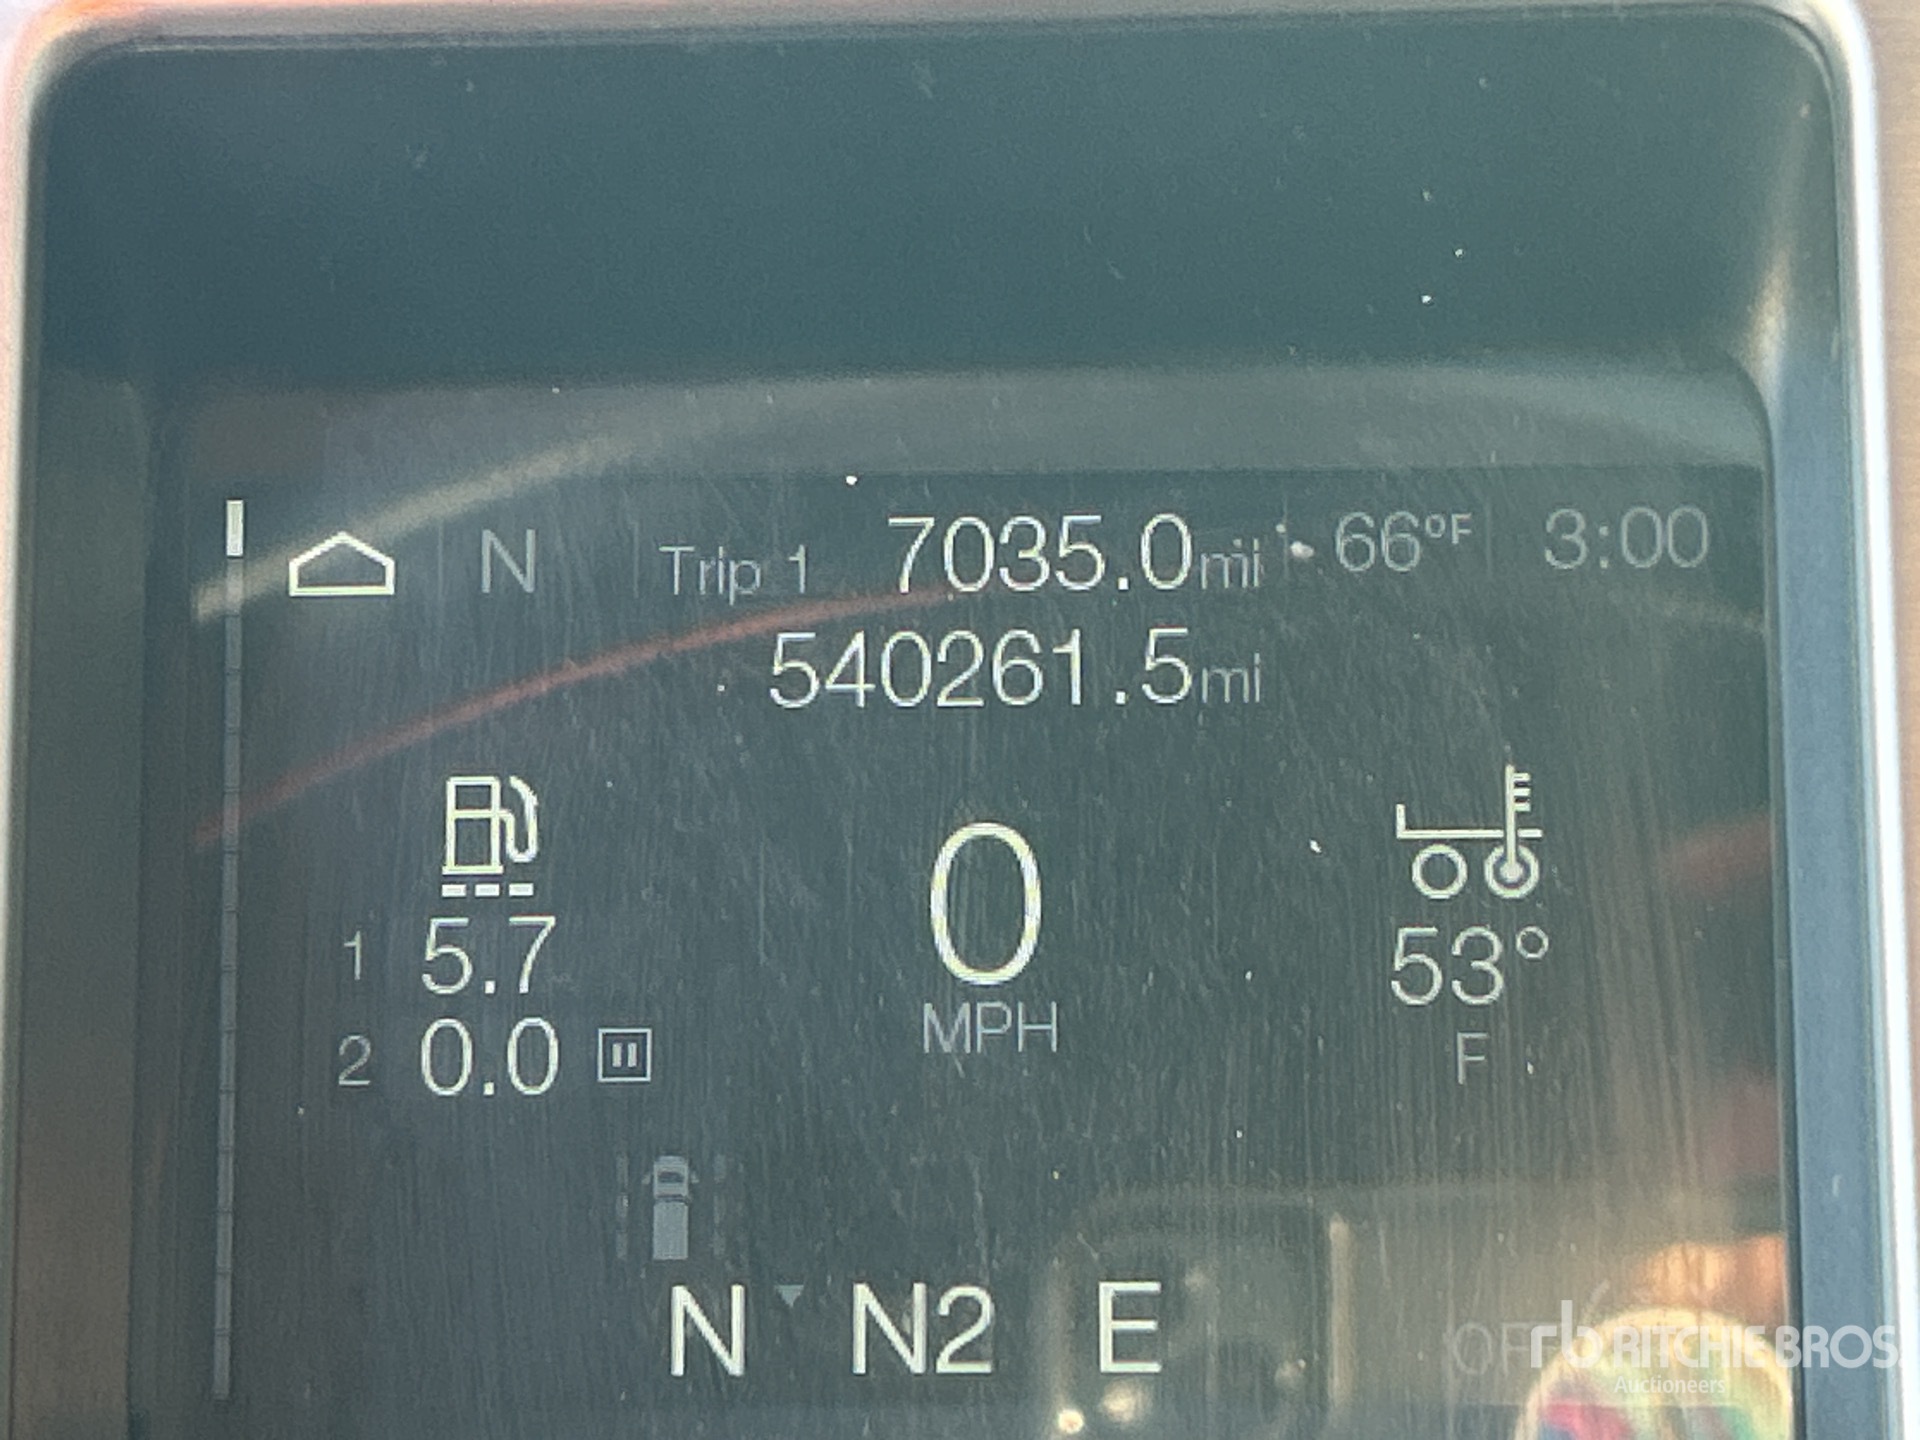 N Trip 1 7035.0mi 66°F 3:00
540261.5mi
1 5.7
2 0.0
0
MPH
53°
F
N N2 E
rb RITCHIE BROS.
Auctioneers